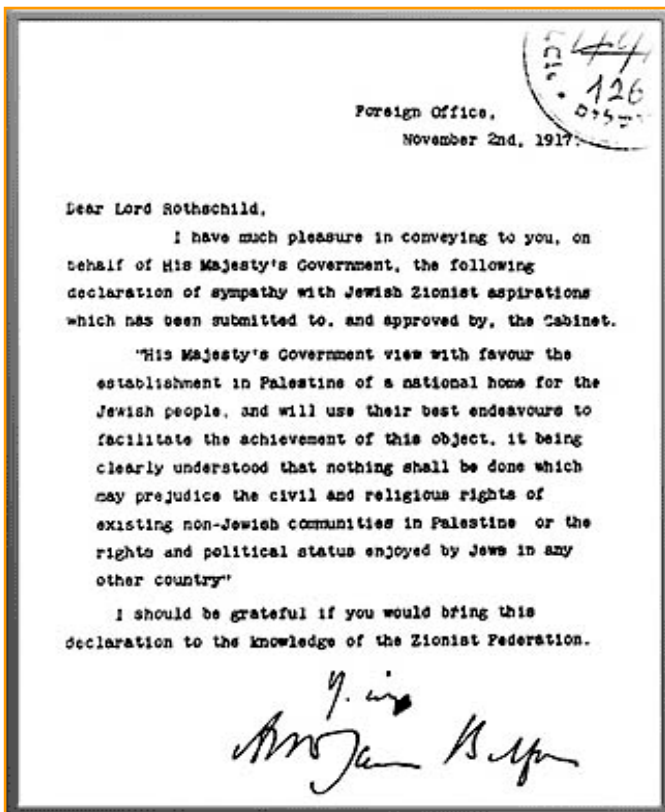 126
Foreign Office,
November 2nd, 1917.
Dear Lord Rothschild,
I have much pleasure in conveying to you, on
behalf of His Majesty's Government, the following
declaration of sympathy with Jewish Zionist aspirations
which has been submitted to, and approved by, the Cabinet.
"His Majesty's Government view with favour the
establishment in Palestine of a national home for the
Jewish people, and will use their best endeavours to
facilitate the achievement of this object, it being
clearly understood that nothing shall be done which
may prejudice the civil and religious rights of
existing non-Jewish communities in Palestine or the
rights and political status enjoyed by Jews in any
other country"
I should be grateful if you would bring this
declaration to the knowledge of the Zionist Federation.